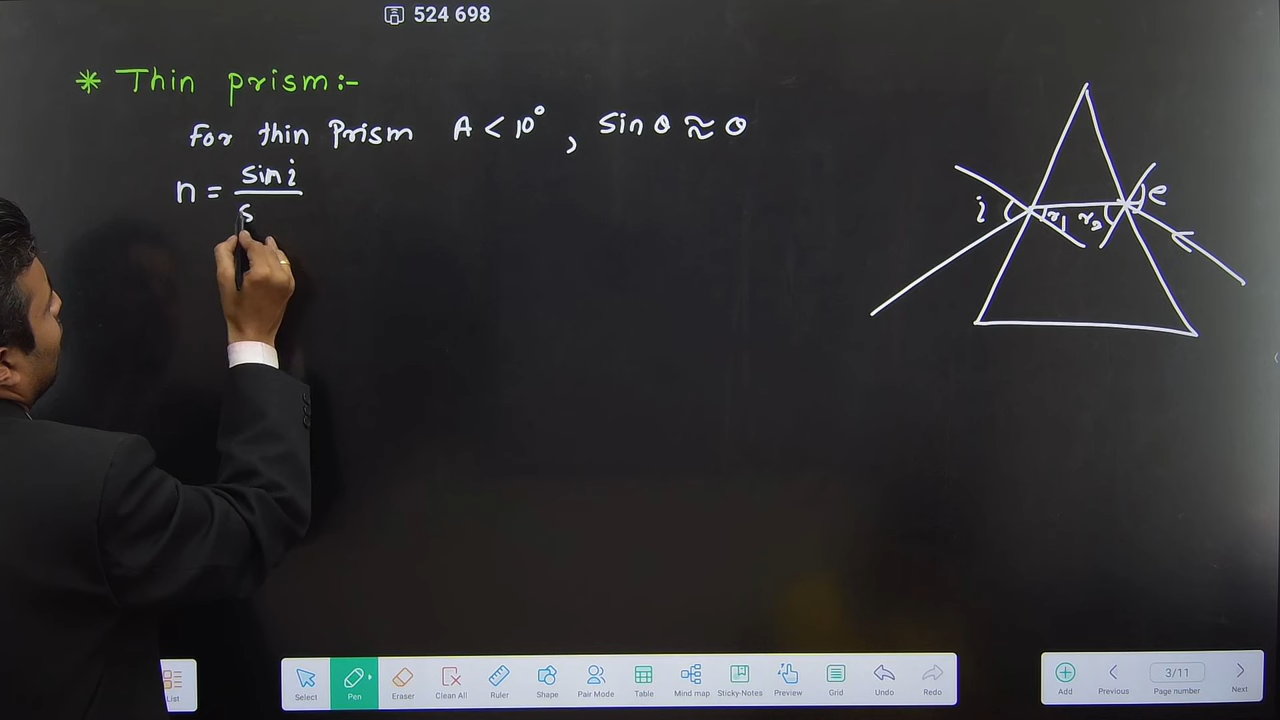 524 698
* Thin prism:-
For thin Prism A < 10°, Sin θ ≈ θ
n = Sin i / s
i r₁ r₂ e
List
Select Pen Eraser Clean All Ruler Shape Pair Mode Table Mind map Sticky-Notes Preview Grid Undo Redo
Add Previous 3/11 Page number Next